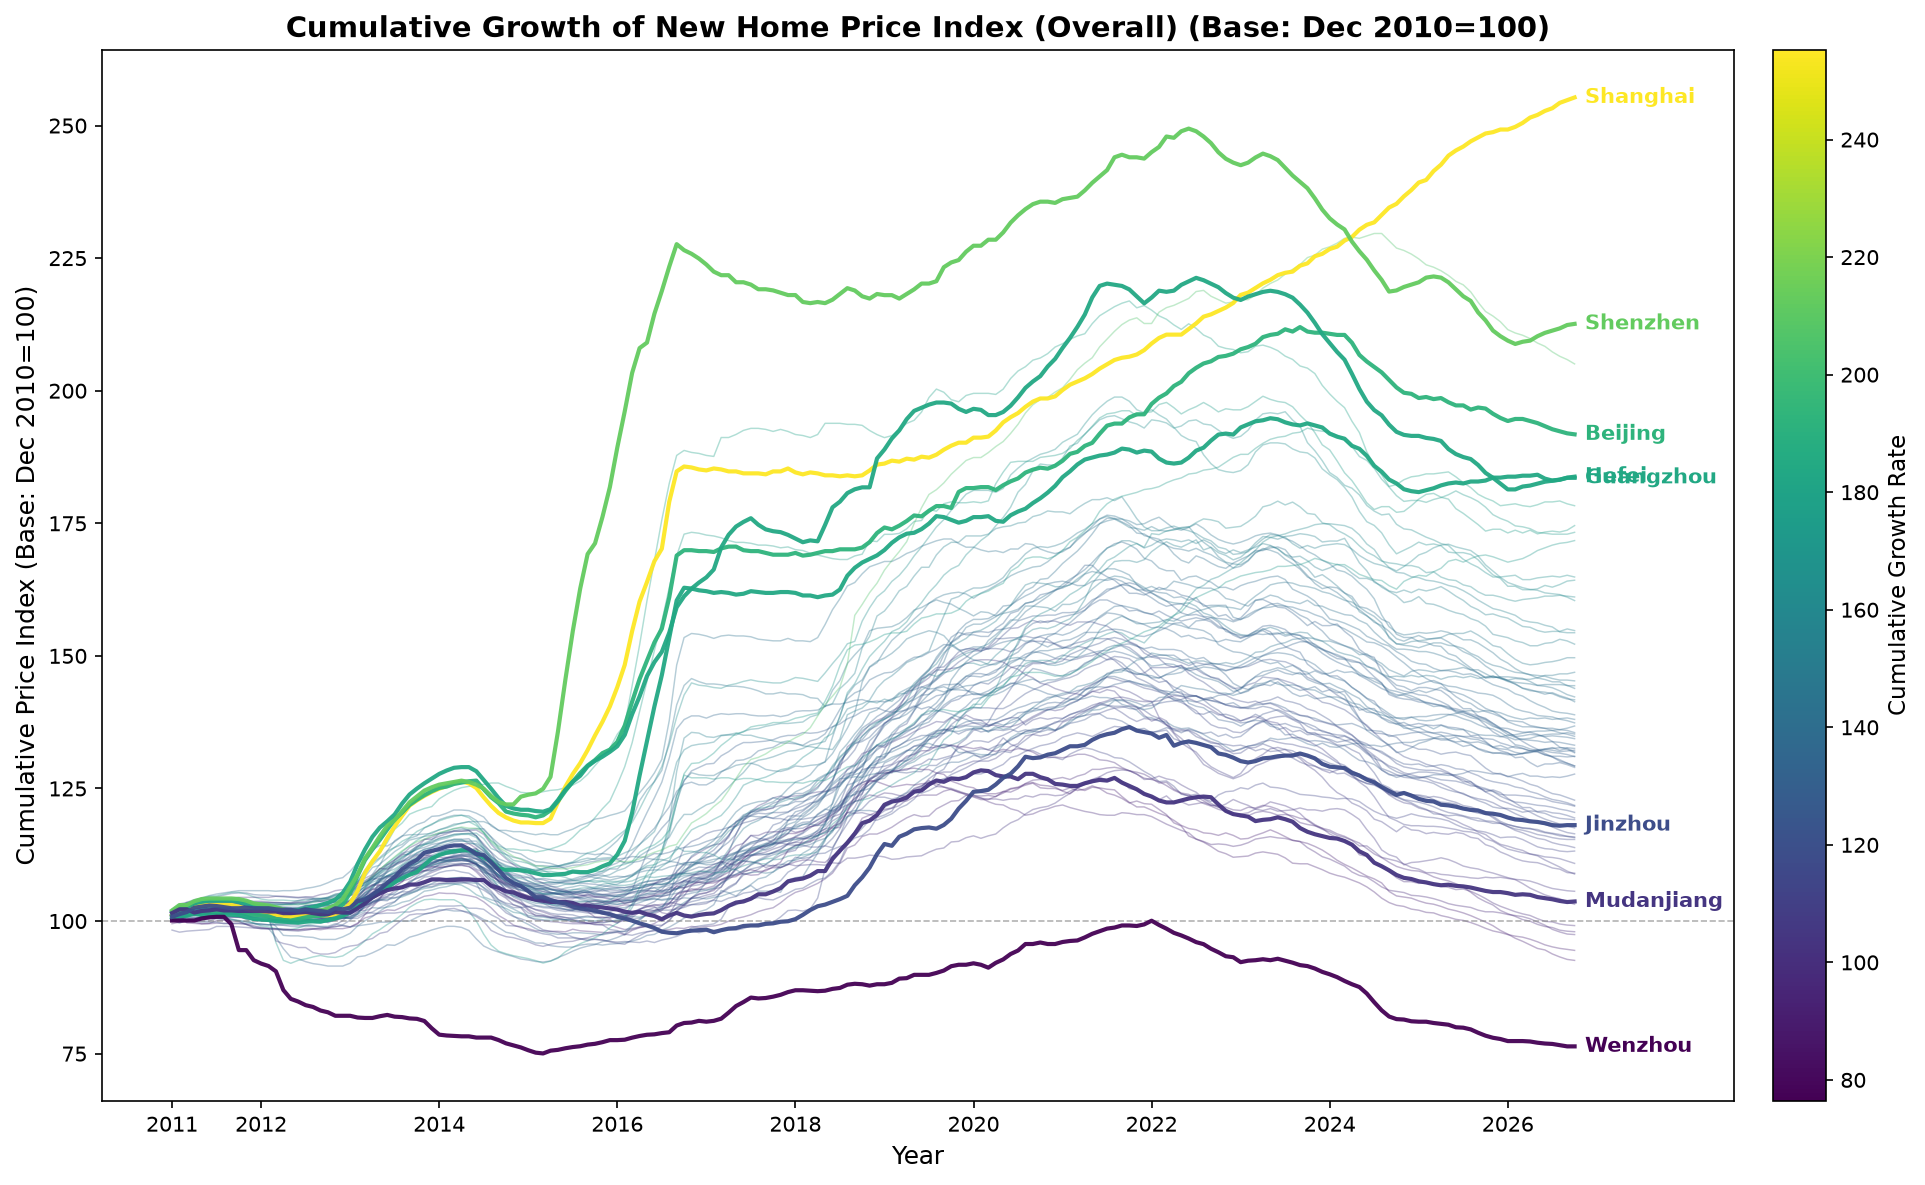 Cumulative Growth of New Home Price Index (Overall) (Base: Dec 2010=100)
Cumulative Price Index (Base: Dec 2010=100)
250
225
200
175
150
125
100
75
Shanghai
Shenzhen
Beijing
Hefei
Guangzhou
Jinzhou
Mudanjiang
Wenzhou
2011
2012
2014
2016
2018
2020
2022
2024
2026
Year
240
220
200
180
160
140
120
100
80
Cumulative Growth Rate